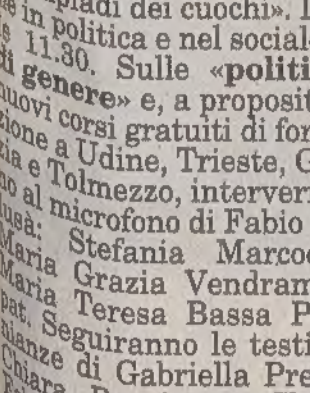 piadi dei cuochi».
e in politica e nel social
11.30. Sulle «politi
di genere» e, a proposit
nuovi corsi gratuiti di for
zione a Udine, Trieste, G
zia e Tolmezzo, interverr
no al microfono di Fabio
usà: Stefania Marco
Maria Grazia Vendram
Maria Teresa Bassa P
pat. Seguiranno le testi
nianze di Gabriella Pre
Chiara